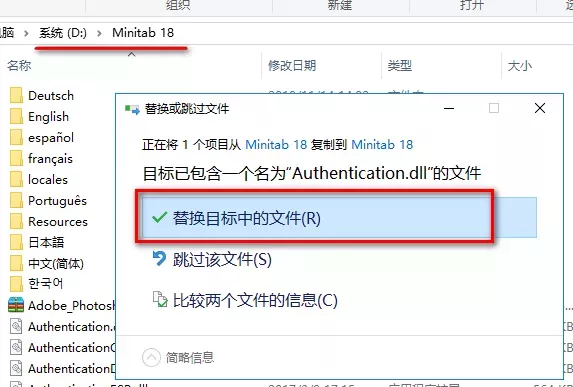 组织
新建
打开
系统 (D:) › Minitab 18
名称
修改日期
类型
大小
Deutsch
English
español
français
locales
Português
Resources
日本語
中文(简体)
한국어
Adobe_Photosh
Authentication.
Authentication
Authentication
替换或跳过文件
正在将 1 个项目从 Minitab 18 复制到 Minitab 18
目标已包含一个名为“Authentication.dll”的文件
替换目标中的文件(R)
跳过该文件(S)
比较两个文件的信息(C)
简略信息